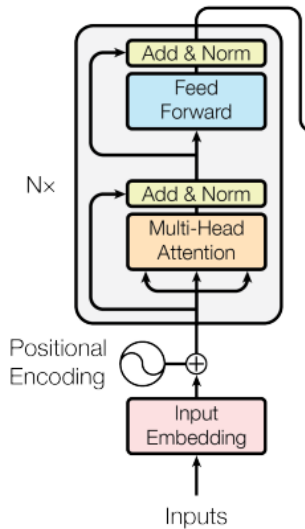 Add & Norm
Feed
Forward
N×
Add & Norm
Multi-Head
Attention
Positional
Encoding
Input
Embedding
Inputs